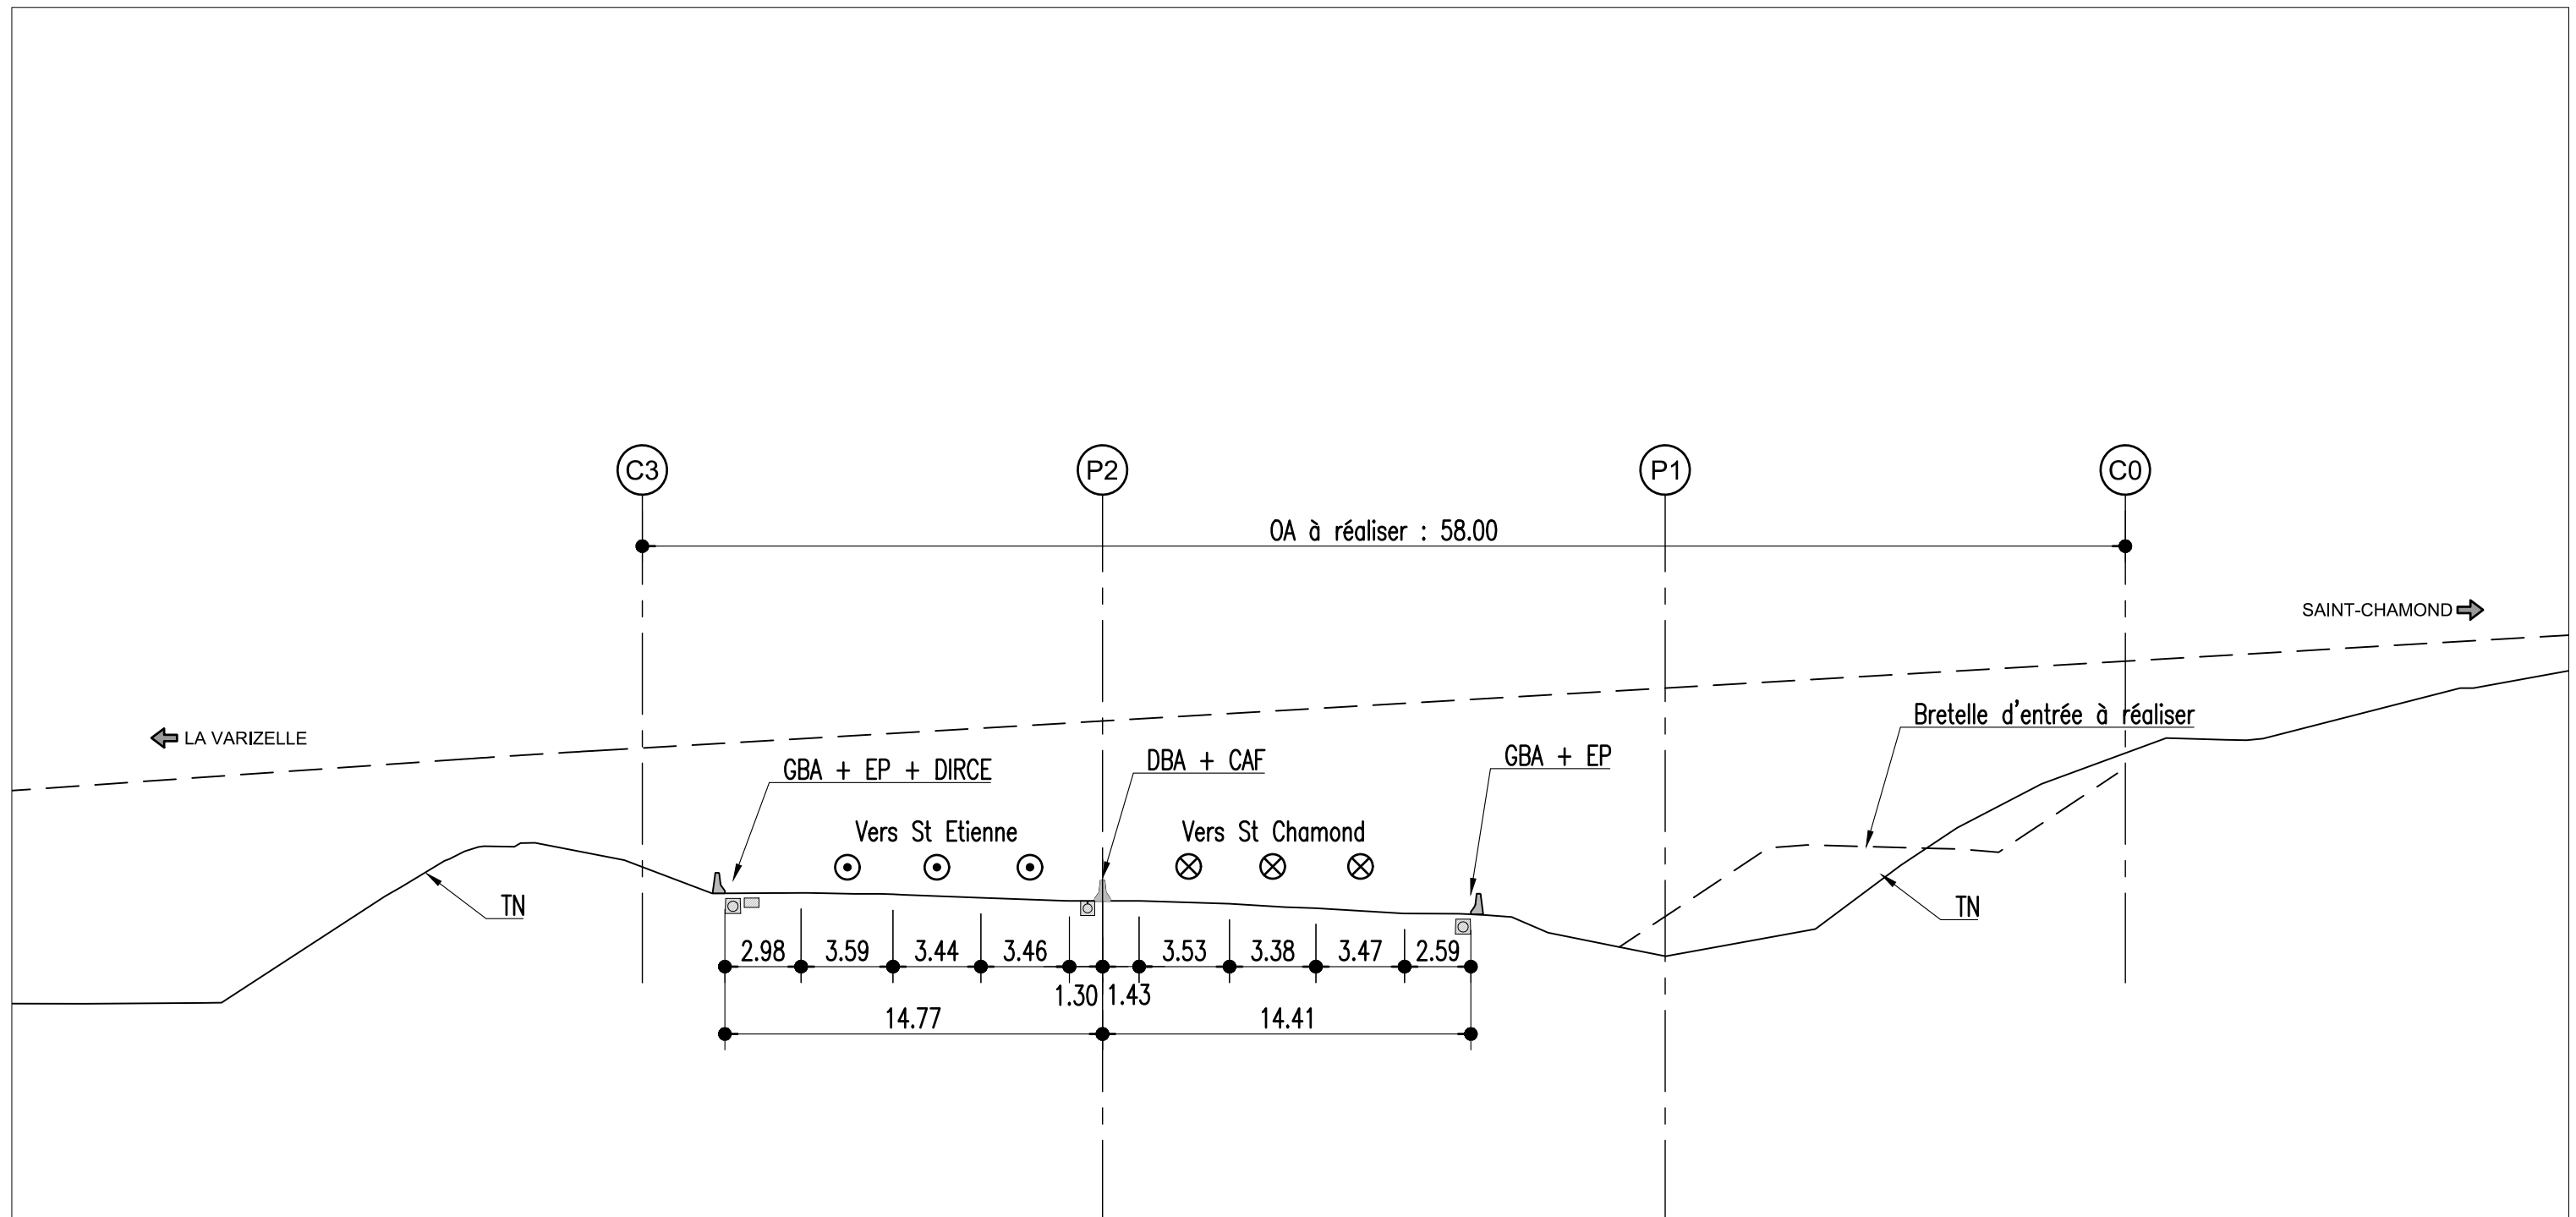 C3
P2
P1
C0
OA à réaliser : 58.00
SAINT-CHAMOND
Bretelle d'entrée à réaliser
LA VARIZELLE
GBA + EP + DIRCE
DBA + CAF
GBA + EP
Vers St Etienne
Vers St Chamond
TN
TN
2.98
3.59
3.44
3.46
3.53
3.38
3.47
2.59
1.30
1.43
14.77
14.41